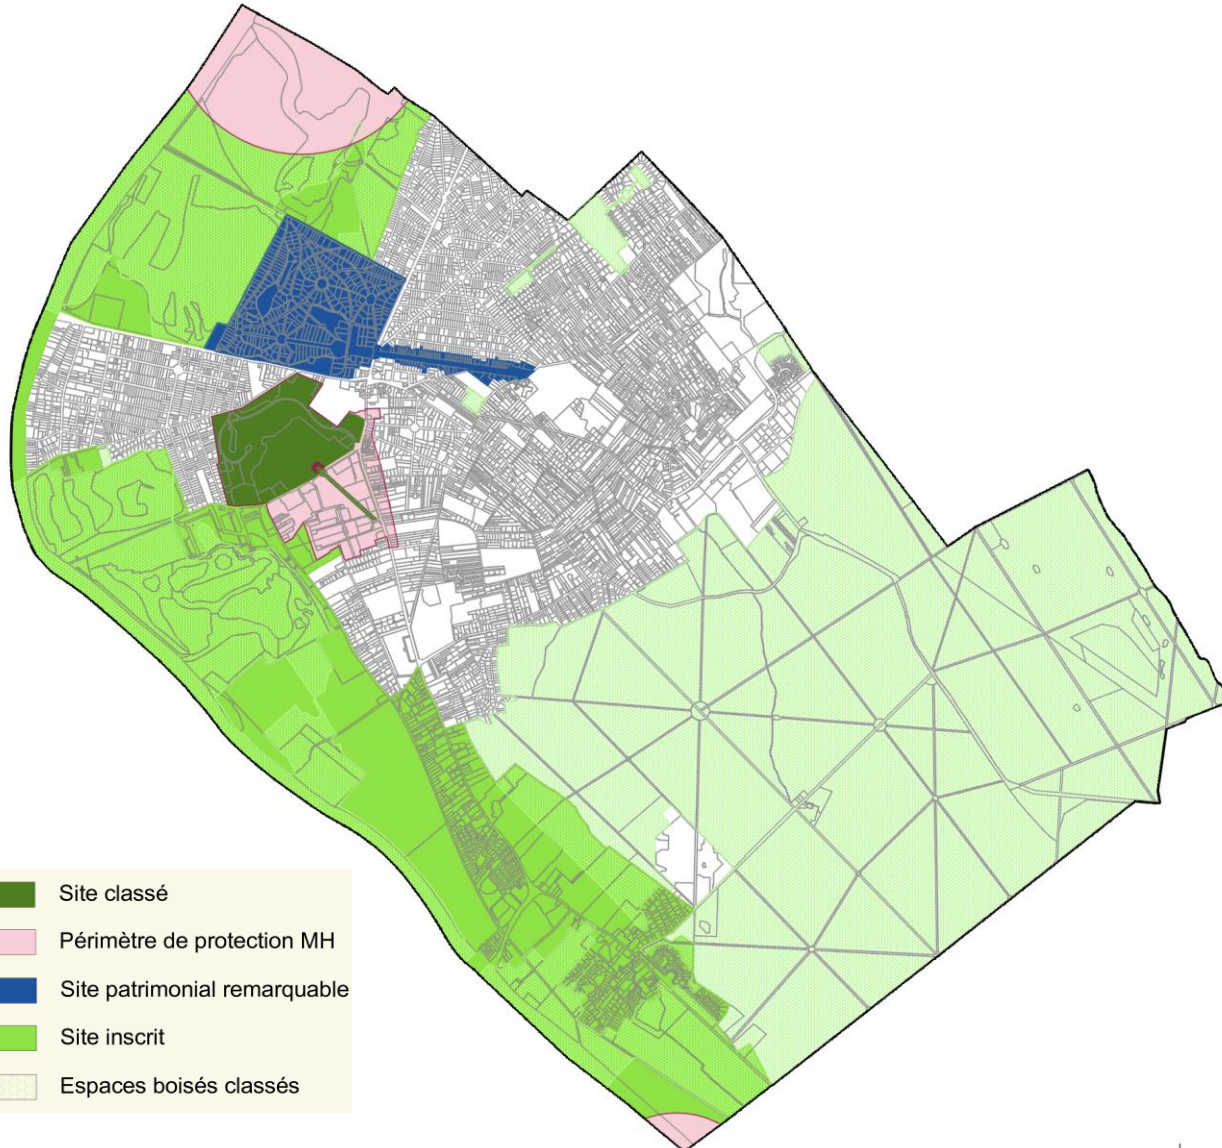 Site classé
Périmètre de protection MH
Site patrimonial remarquable
Site inscrit
Espaces boisés classés